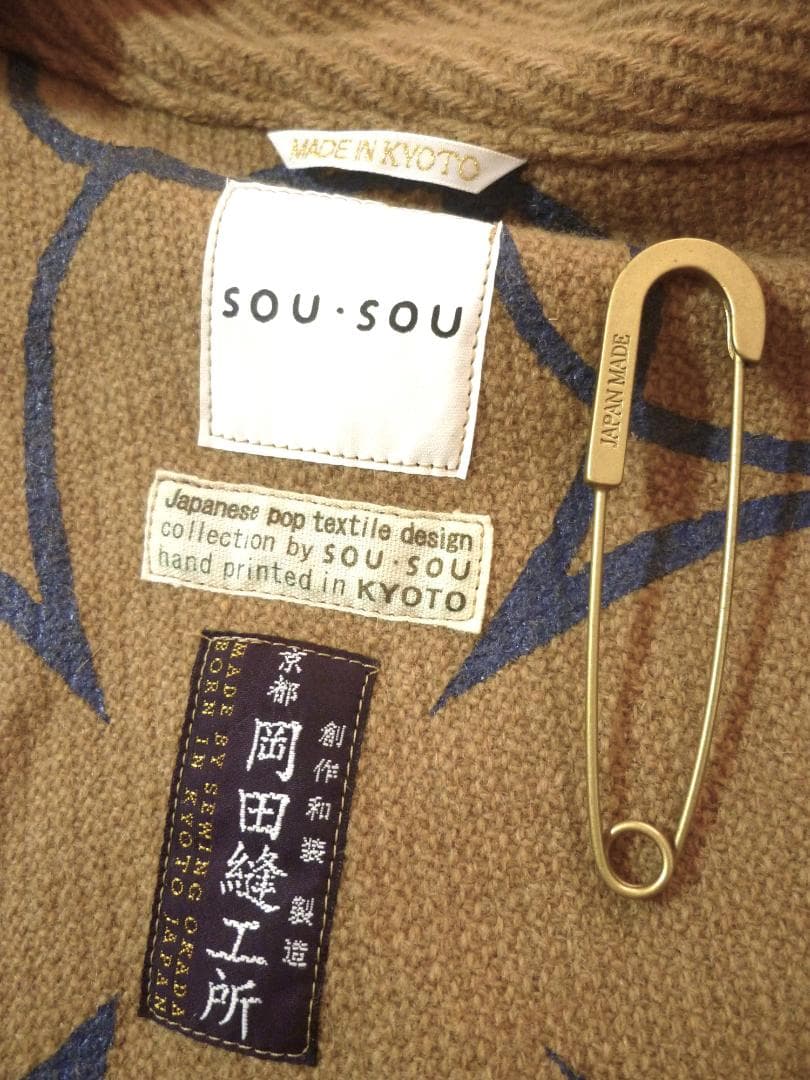 MADE IN KYOTO
SOU·SOU
JAPAN MADE
Japanese pop textile design
collection by SOU·SOU
hand printed in KYOTO
創作和装 製造
京都 岡田縫工所
MADE BY SEWING OKADA
BORN IN KYOTO JAPAN